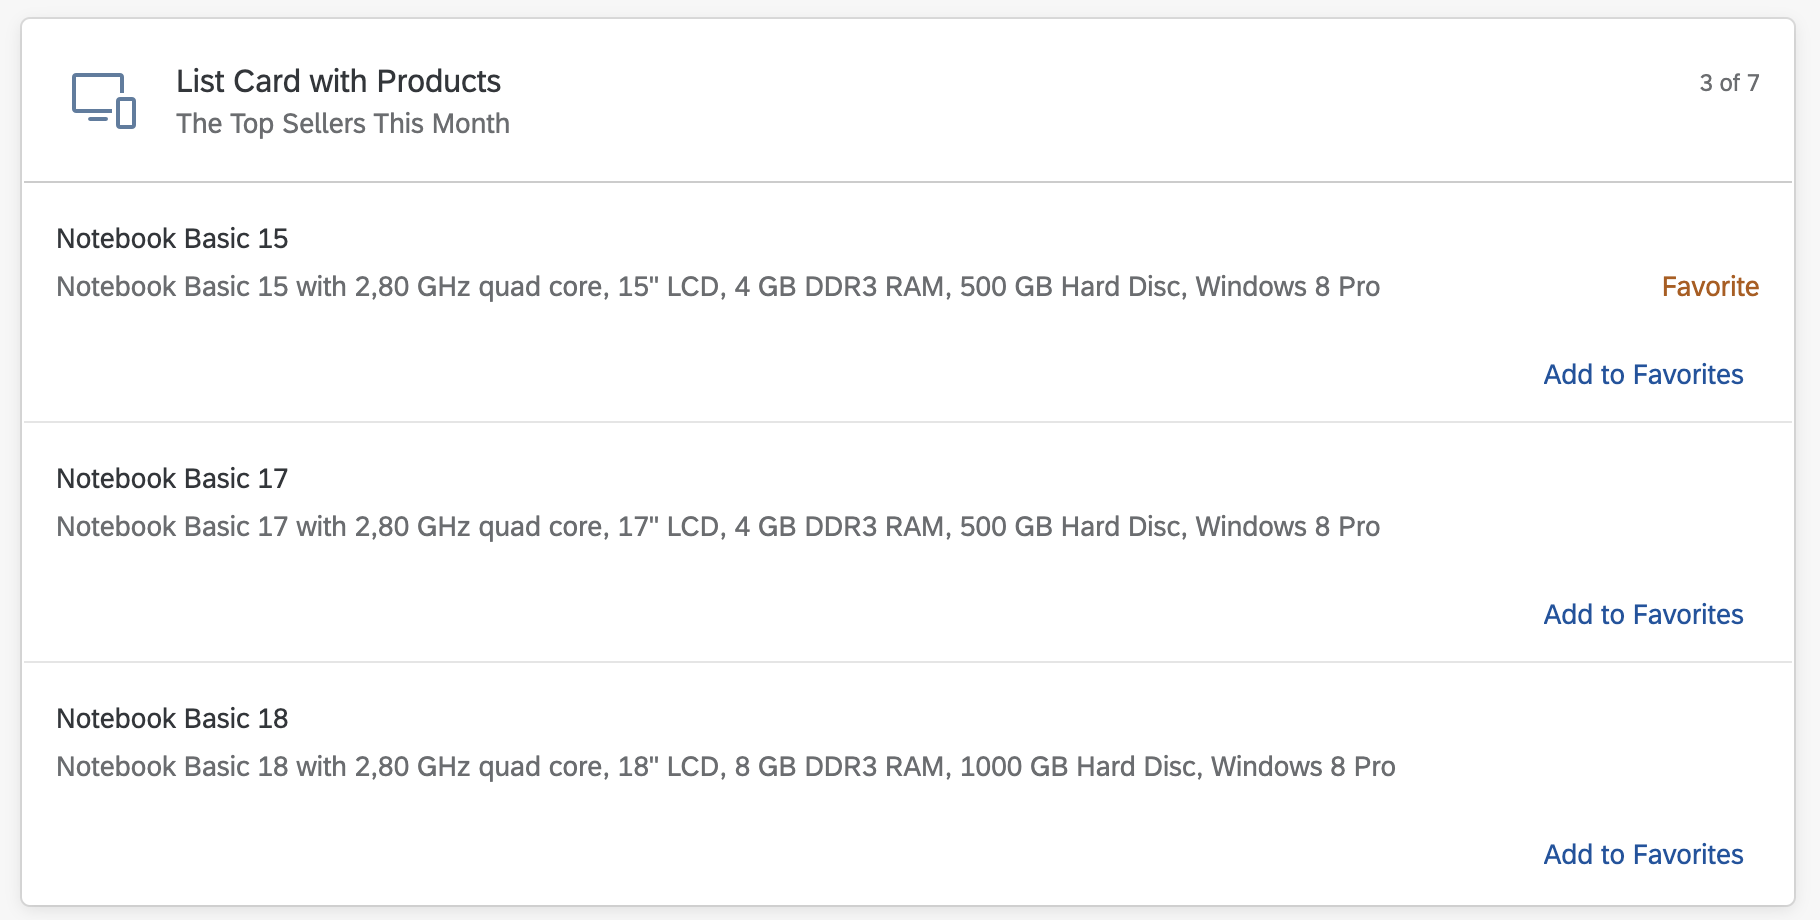 List Card with Products
3 of 7
The Top Sellers This Month
Notebook Basic 15
Notebook Basic 15 with 2,80 GHz quad core, 15" LCD, 4 GB DDR3 RAM, 500 GB Hard Disc, Windows 8 Pro
Favorite
Add to Favorites
Notebook Basic 17
Notebook Basic 17 with 2,80 GHz quad core, 17" LCD, 4 GB DDR3 RAM, 500 GB Hard Disc, Windows 8 Pro
Add to Favorites
Notebook Basic 18
Notebook Basic 18 with 2,80 GHz quad core, 18" LCD, 8 GB DDR3 RAM, 1000 GB Hard Disc, Windows 8 Pro
Add to Favorites